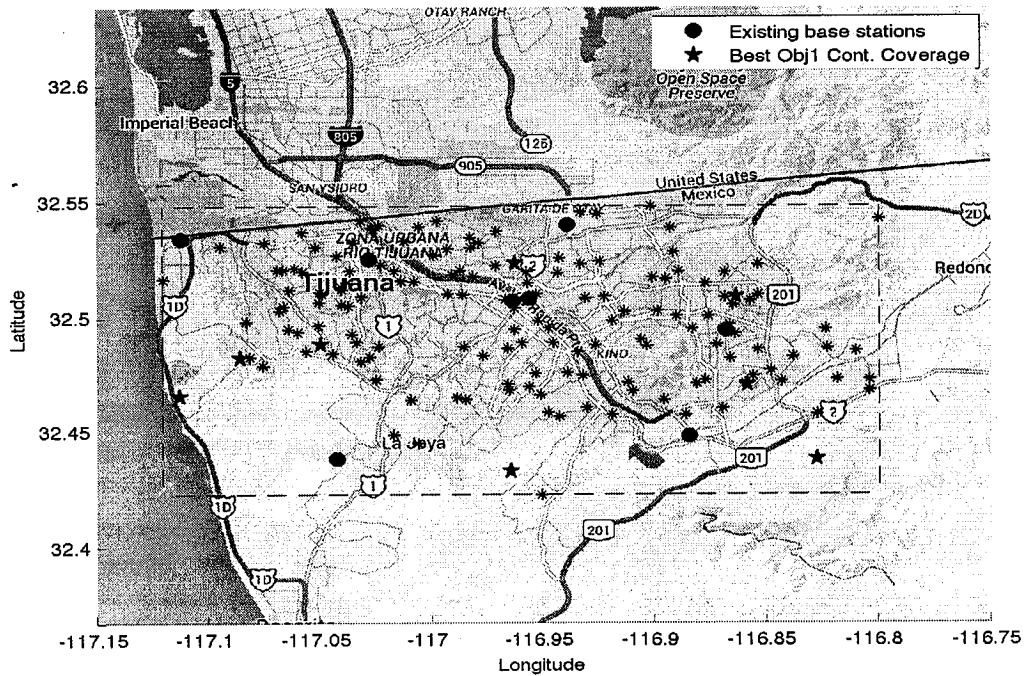 OTAY RANCH
Existing base stations
Best Obj1 Cont. Coverage
Open Space
Preserve
32.6
5
Imperial Beach
805
125
905
SAN YSIDRO
United States
Mexico
32.55
GARITA DE OTAY
2D
ZONA URBANA
RIO TIJUANA
2
Redond
Tijuana
201
1D
Latitude
32.5
1
KINO
2
32.45
La Joya
201
1
1D
201
32.4
1D
-117.15
-117.1
-117.05
-117
-116.95
-116.9
-116.85
-116.8
-116.75
Longitude